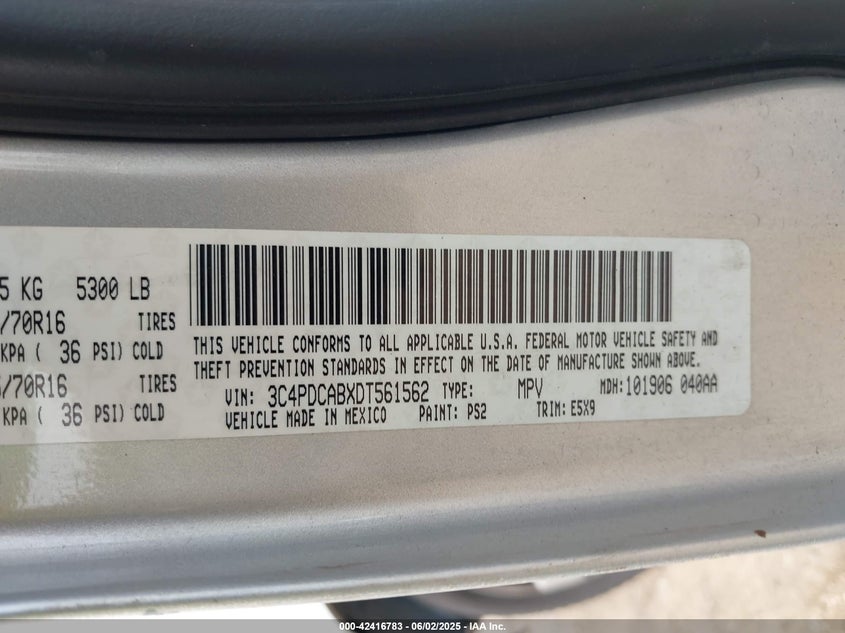 5 KG 5300 LB
/70R16 TIRES
KPA ( 36 PSI) COLD
/70R16 TIRES
KPA ( 36 PSI) COLD
THIS VEHICLE CONFORMS TO ALL APPLICABLE U.S.A. FEDERAL MOTOR VEHICLE SAFETY AND
THEFT PREVENTION STANDARDS IN EFFECT ON THE DATE OF MANUFACTURE SHOWN ABOVE.
VIN: 3C4PDCABXDT561562 TYPE: MPV MDH:101906 040AA
VEHICLE MADE IN MEXICO PAINT: PS2 TRIM: E5X9
000-42416783 - 06/02/2025 - IAA Inc.